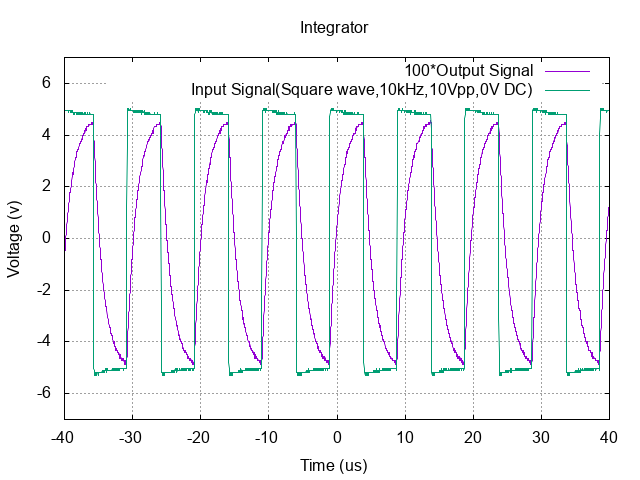 Integrator
100*Output Signal
Input Signal(Square wave,10kHz,10Vpp,0V DC)
6
4
2
0
-2
-4
-6
Voltage (v)
-40 -30 -20 -10 0 10 20 30 40
Time (us)